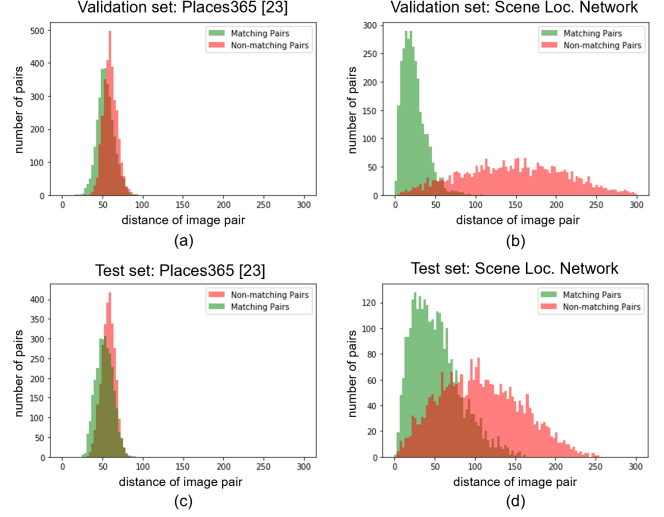 Validation set: Places365 [23]
number of pairs
500
400
300
200
100
0
Matching Pairs
Non-matching Pairs
0 50 100 150 200 250 300
distance of image pair
(a)
Validation set: Scene Loc. Network
number of pairs
300
250
200
150
100
50
0
Matching Pairs
Non-matching Pairs
0 50 100 150 200 250 300
distance of image pair
(b)
Test set: Places365 [23]
number of pairs
400
350
300
250
200
150
100
50
0
Non-matching Pairs
Matching Pairs
0 50 100 150 200 250 300
distance of image pair
(c)
Test set: Scene Loc. Network
number of pairs
120
100
80
60
40
20
0
Matching Pairs
Non-matching Pairs
0 50 100 150 200 250 300
distance of image pair
(d)